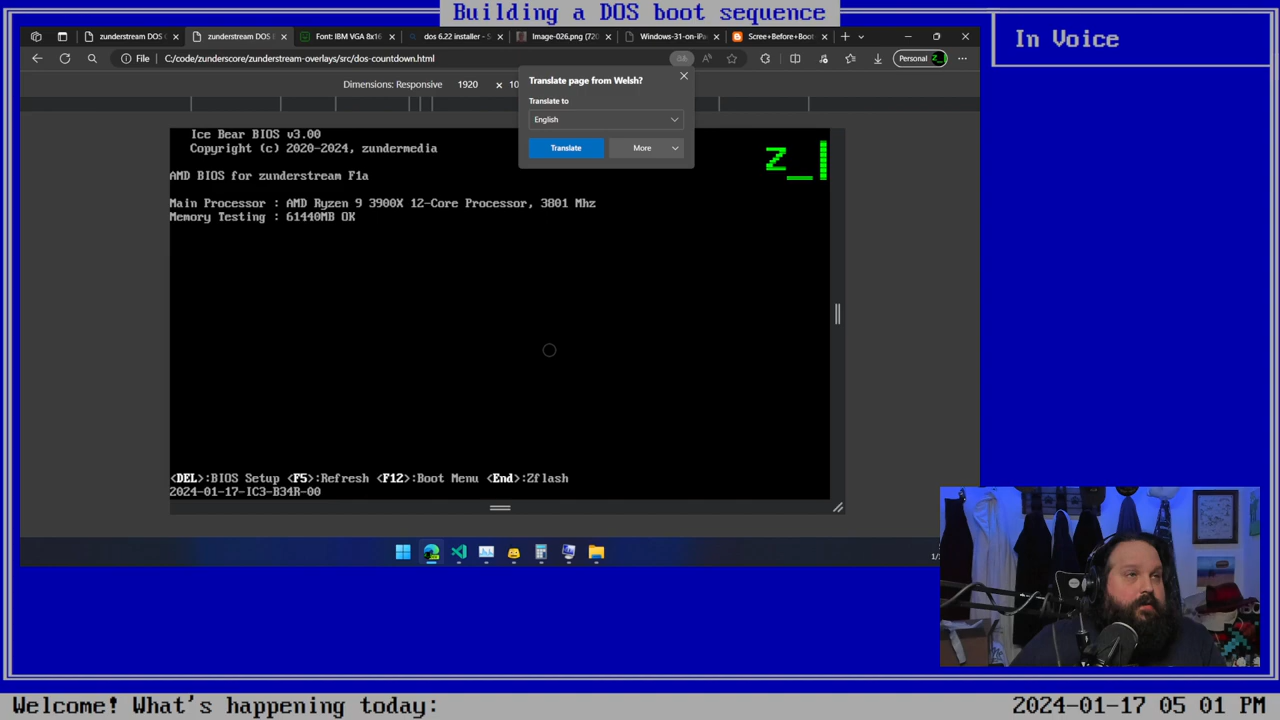 Building a DOS boot sequence
zunderstream DOS
zunderstream DOS
Font: IBM VGA 8x16
dos 6.22 installer - S
Image-026.png (720
Windows-31-on-iPa
Scree+Before+Boot
File
C:/code/zunderscore/zunderstream-overlays/src/dos-countdown.html
Personal
Dimensions: Responsive
1920
×
10
Translate page from Welsh?
Translate to
English
Translate
More
Ice Bear BIOS v3.00
Copyright (c) 2020-2024, zundermedia
z_
AMD BIOS for zunderstream F1a
Main Processor : AMD Ryzen 9 3900X 12-Core Processor, 3801 Mhz
Memory Testing : 61440MB OK
<DEL>:BIOS Setup <F5>:Refresh <F12>:Boot Menu <End>:Zflash
2024-01-17-IC3-B34R-00
In Voice
Welcome! What's happening today:
2024-01-17 05 01 PM